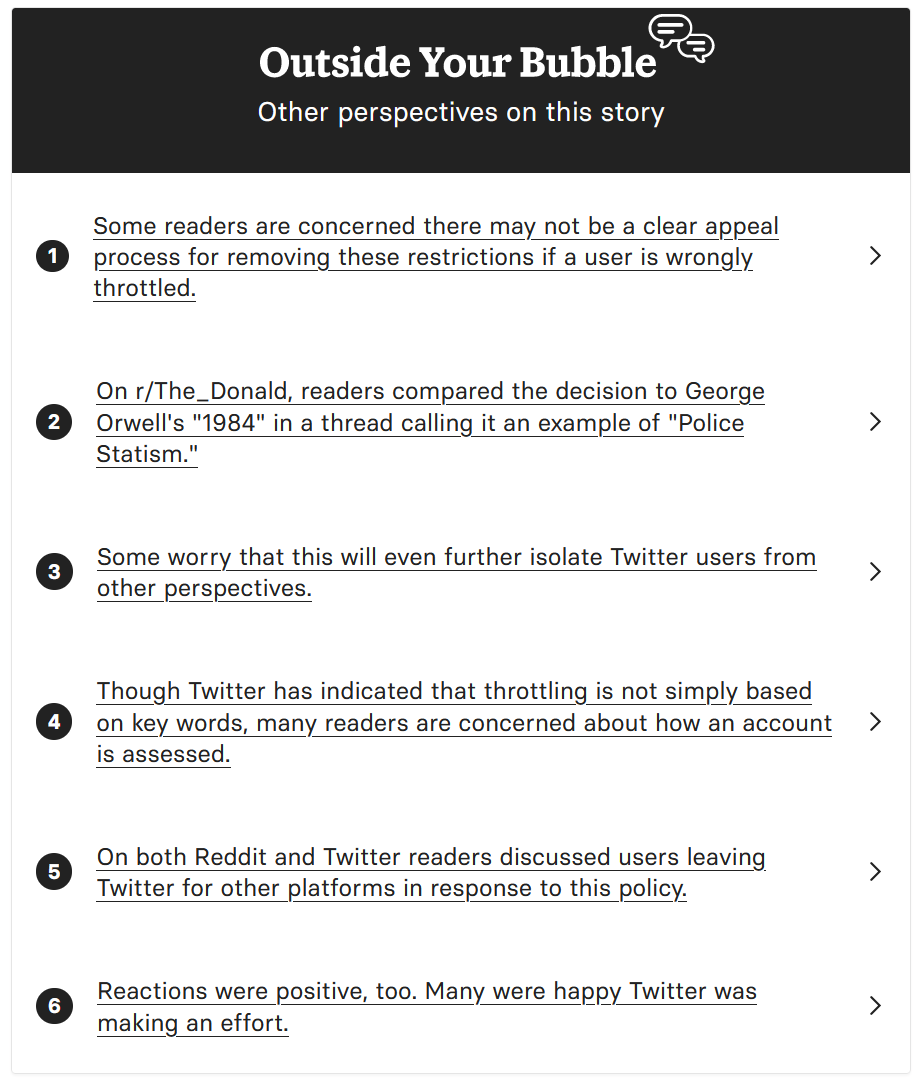 Outside Your Bubble
Other perspectives on this story
1
Some readers are concerned there may not be a clear appeal
process for removing these restrictions if a user is wrongly
throttled.
2
On r/The_Donald, readers compared the decision to George
Orwell's "1984" in a thread calling it an example of "Police
Statism."
3
Some worry that this will even further isolate Twitter users from
other perspectives.
4
Though Twitter has indicated that throttling is not simply based
on key words, many readers are concerned about how an account
is assessed.
5
On both Reddit and Twitter readers discussed users leaving
Twitter for other platforms in response to this policy.
6
Reactions were positive, too. Many were happy Twitter was
making an effort.